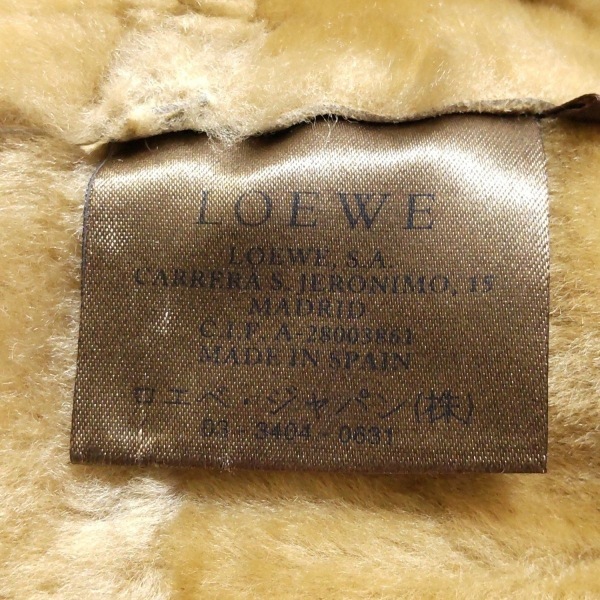 LOEWE
LOEWE, S.A.
CARRERA S. JERONIMO, 15
MADRID
C.I.F. A-28003861
MADE IN SPAIN
ロエベ・ジャパン(株)
03-3404-0631